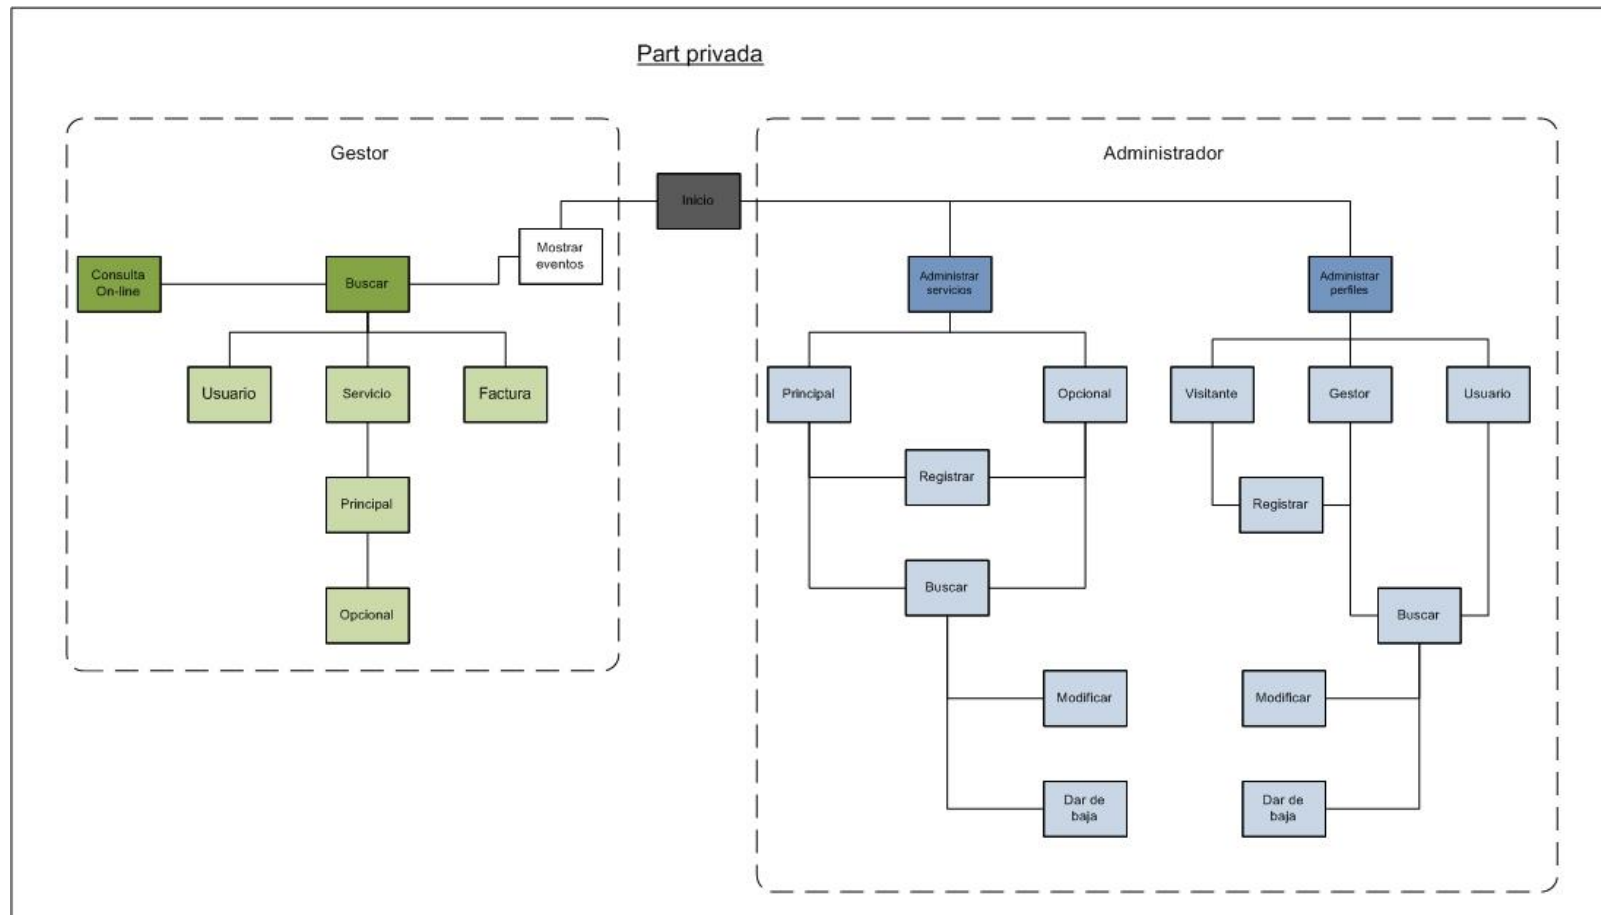 Part privada
Gestor
Administrador
Inicio
Mostrar
eventos
Consulta
On-line
Buscar
Administrar
servicios
Administrar
perfiles
Usuario
Servicio
Factura
Principal
Opcional
Visitante
Gestor
Usuario
Registrar
Principal
Registrar
Buscar
Opcional
Buscar
Modificar
Modificar
Dar de
baja
Dar de
baja